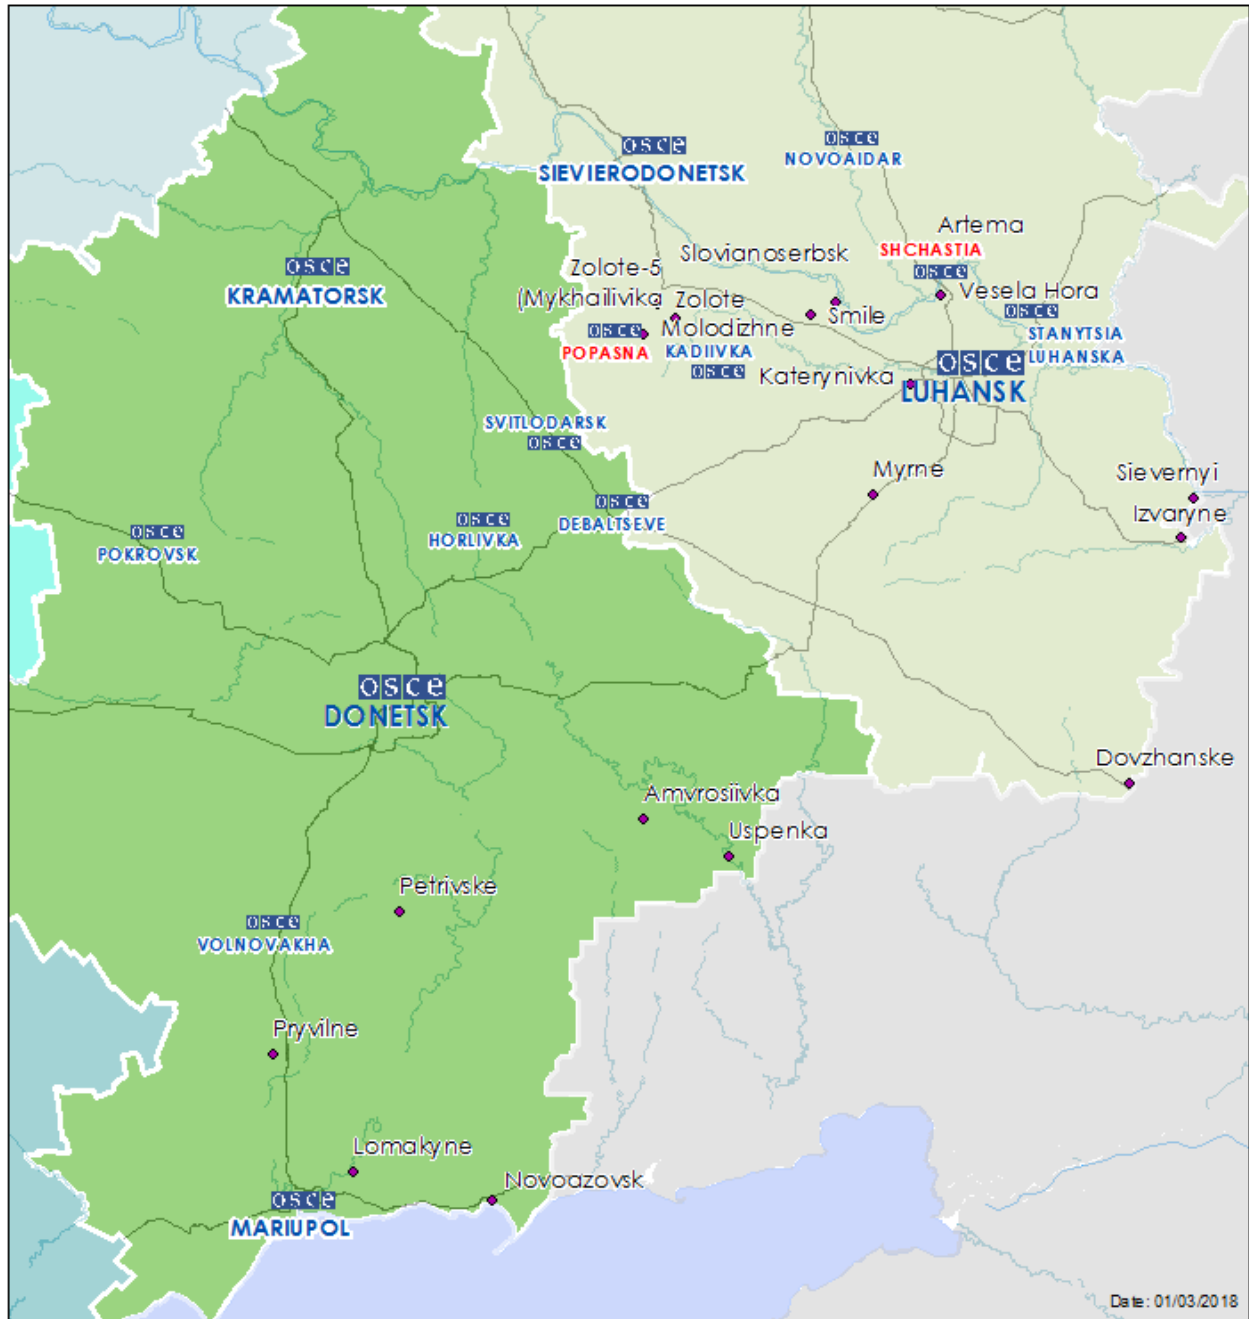 osce
SIEVIERODONETSK
osce
NOVOAIDAR
Artema
SHCHASTIA
osce
Slovianoserbsk
Zolote-5
(Mykhailivika)
Zolote
Vesela Hora
Smile
osce
KRAMATORSK
osce
POPASNA
Molodizhne
KADIIVKA
osce
osce
STANYTSIA
LUHANSKA
Katerynivka
osce
LUHANSK
SVITLODARSK
osce
Myrne
Sievernyi
Izvaryne
osce
DEBALTSEVE
osce
HORLIVKA
osce
POKROVSK
osce
DONETSK
Dovzhanske
Amvrosiivka
Uspenka
Petrivske
osce
VOLNOVAKHA
Pryvilne
Lomakyne
Novoazovsk
osce
MARIUPOL
Date: 01/03/2018